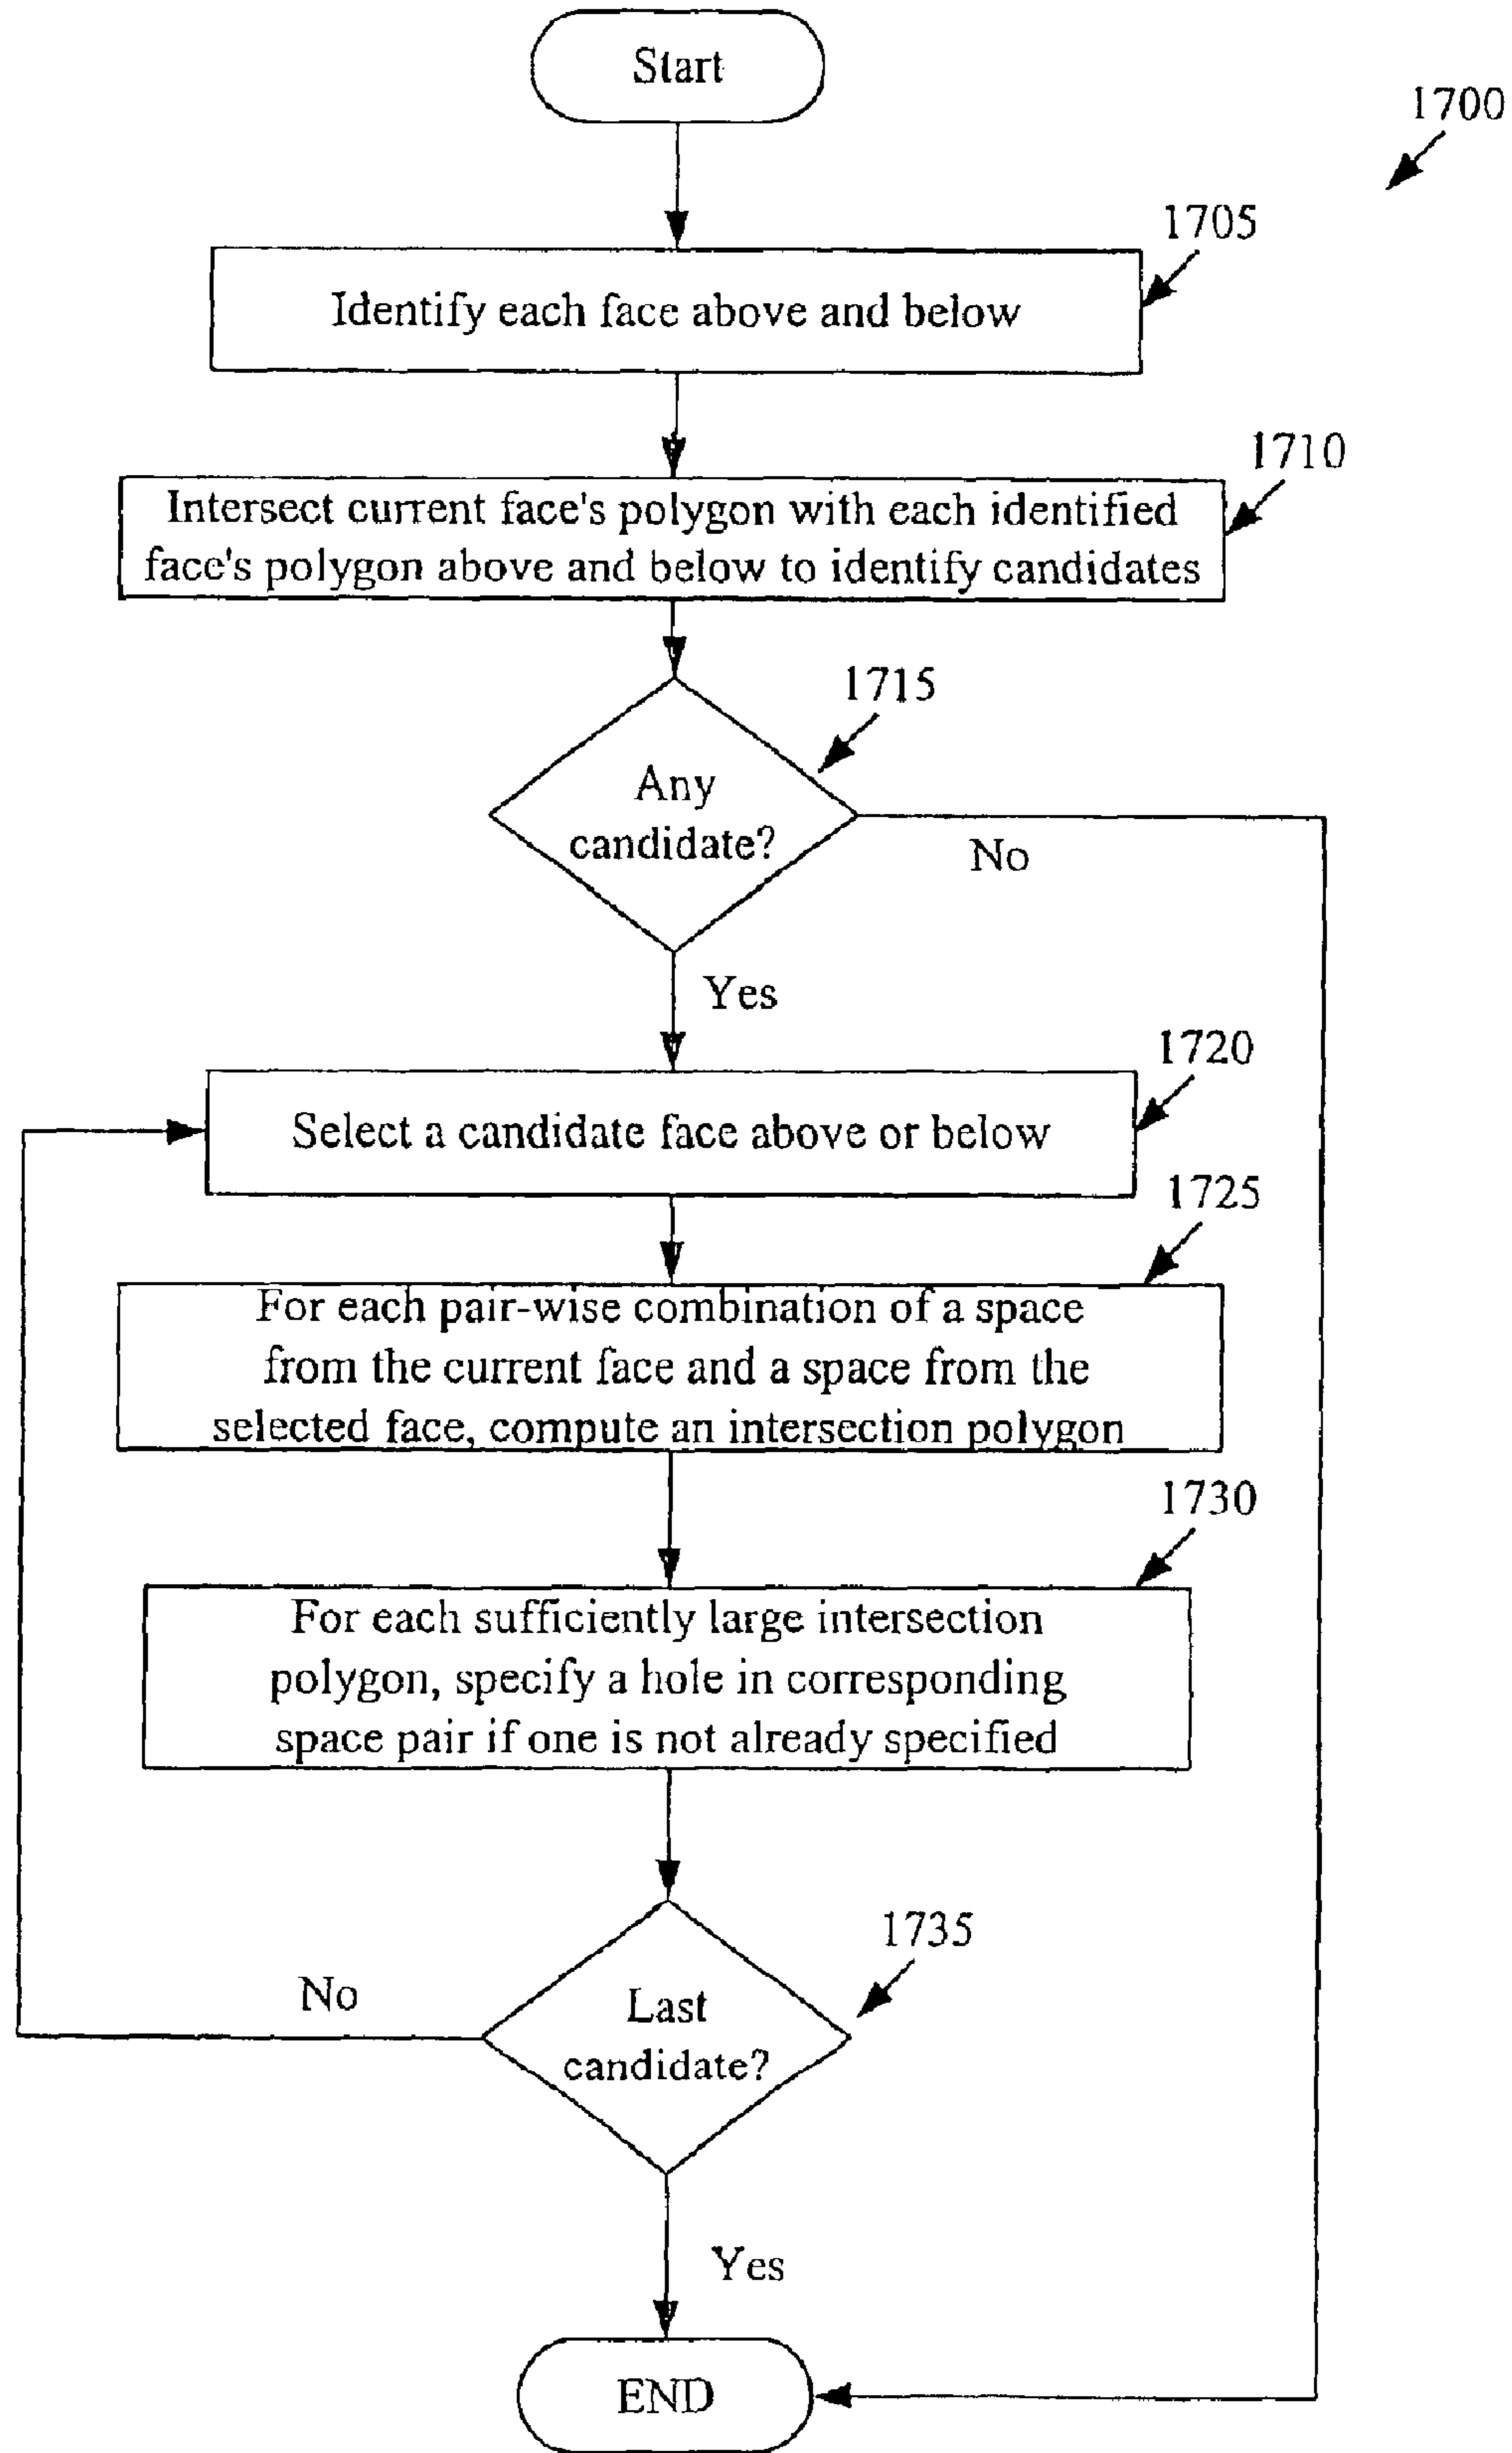 Start
1700
1705
Identify each face above and below
1710
Intersect current face's polygon with each identified
face's polygon above and below to identify candidates
1715
Any
candidate?
No
Yes
1720
Select a candidate face above or below
1725
For each pair-wise combination of a space
from the current face and a space from the
selected face, compute an intersection polygon
1730
For each sufficiently large intersection
polygon, specify a hole in corresponding
space pair if one is not already specified
1735
No
Last
candidate?
Yes
END